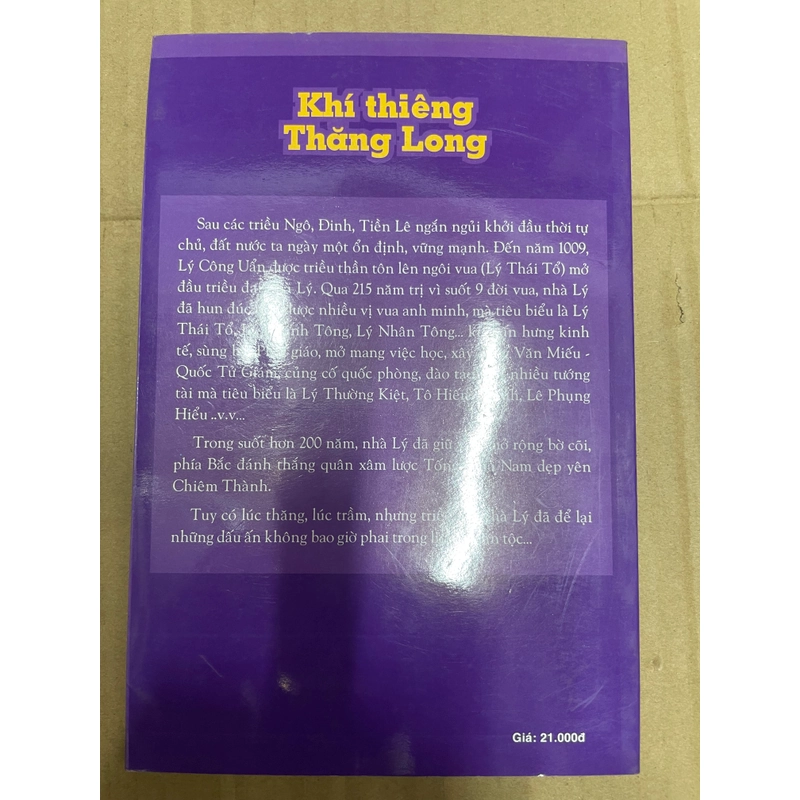 Khí thiêng
Thăng Long
Sau các triều Ngô, Đinh, Tiền Lê ngắn ngủi khởi đầu thời tự
chủ, đất nước ta ngày một ổn định, vững mạnh. Đến năm 1009,
Lý Công Uẩn được triều thần tôn lên ngôi vua (Lý Thái Tổ) mở
đầu triều đại nhà Lý. Qua 215 năm trị vì suốt 9 đời vua, nhà Lý
đã hun đúc được nhiều vị vua anh minh, mà tiêu biểu là Lý
Thái Tổ, Lý Thánh Tông, Lý Nhân Tông... hưng kinh
tế, sùng giáo, mở mang việc học, xây Văn Miếu -
Quốc Tử Giám, củng cố quốc phòng, đào nhiều tướng
tài mà tiêu biểu là Lý Thường Kiệt, Tô Hiến Thành, Lê Phụng
Hiểu ..v.v...
Trong suốt hơn 200 năm, nhà Lý đã giữ mở rộng bờ cõi,
phía Bắc đánh thắng quân xâm lược Tống, Nam dẹp yên
Chiêm Thành.
Tuy có lúc thăng, lúc trầm, nhưng nhà Lý đã để lại
những dấu ấn không bao giờ phai trong tộc...
Giá: 21.000đ